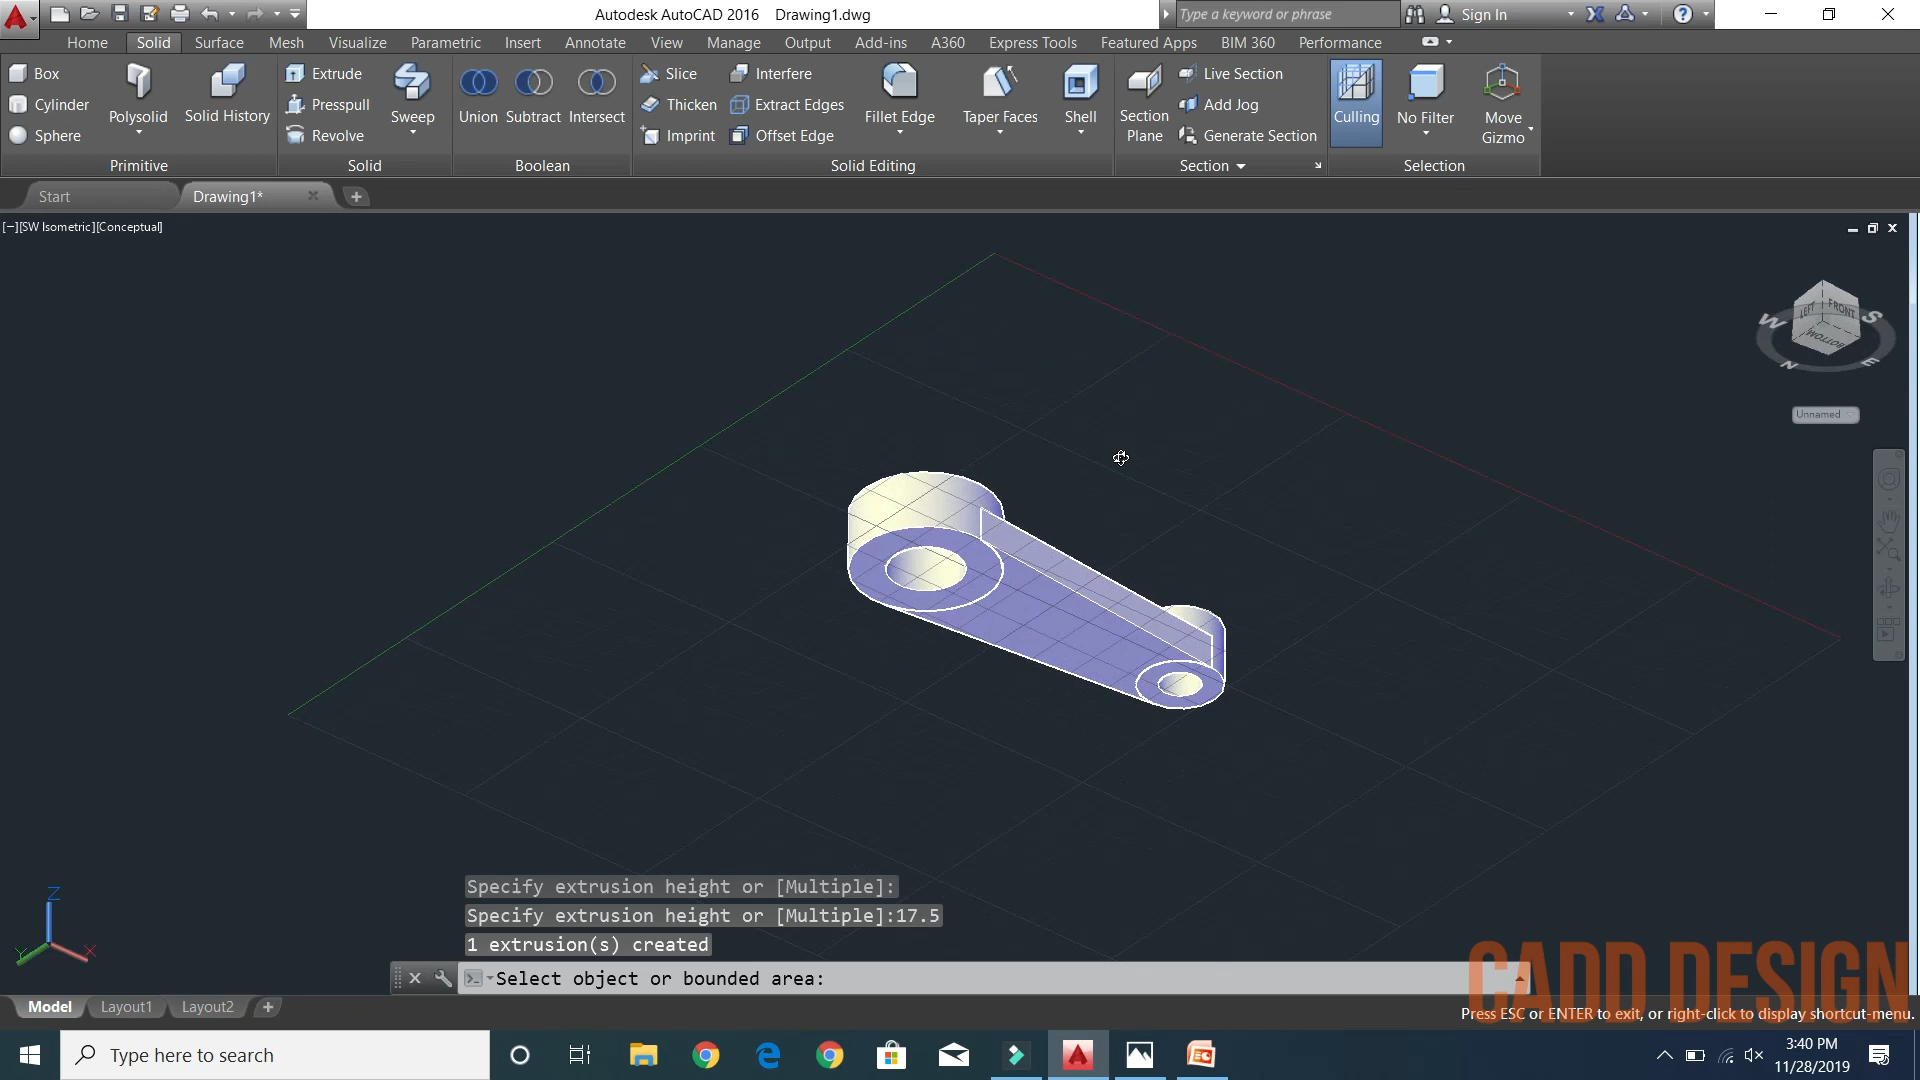 Autodesk AutoCAD 2016 Drawing1.dwg
Type a keyword or phrase
Sign In
Home Solid Surface Mesh Visualize Parametric Insert Annotate View Manage Output Add-ins A360 Express Tools Featured Apps BIM 360 Performance
Box
Cylinder
Sphere
Polysolid
Solid History
Primitive
Extrude
Presspull
Revolve
Sweep
Solid
Union
Subtract
Intersect
Boolean
Slice
Thicken
Imprint
Interfere
Extract Edges
Offset Edge
Fillet Edge
Taper Faces
Shell
Solid Editing
Section
Plane
Live Section
Add Jog
Generate Section
Section
Culling
No Filter
Move
Gizmo
Selection
Start
Drawing1*
[−][SW Isometric][Conceptual]
LEFT
FRONT
BOTTOM
W
S
N
E
Unnamed
Z
Y
X
Specify extrusion height or [Multiple]:
Specify extrusion height or [Multiple]:17.5
1 extrusion(s) created
Select object or bounded area:
CADD DESIGN
Model
Layout1
Layout2
Press ESC or ENTER to exit, or right-click to display shortcut-menu.
Type here to search
3:40 PM
11/28/2019